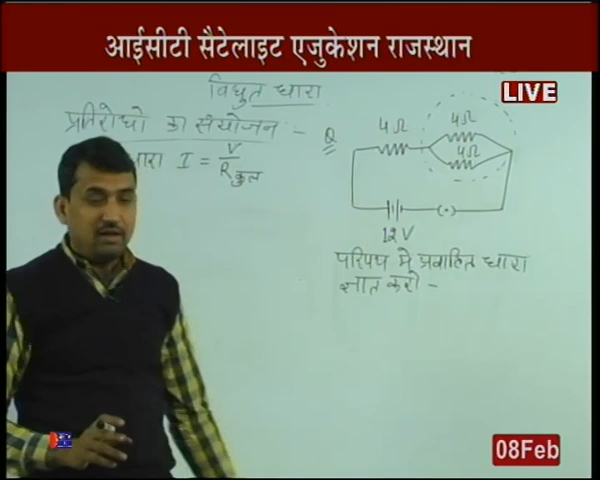 आईसीटी सैटेलाइट एजुकेशन राजस्थान
LIVE
विद्युत धारा
प्रतिरोधो का संयोजन -
धारा I = V/R कुल
Q
4Ω
4Ω
4Ω
12V
परिपथ मे प्रवाहित धारा
ज्ञात करो -
08Feb